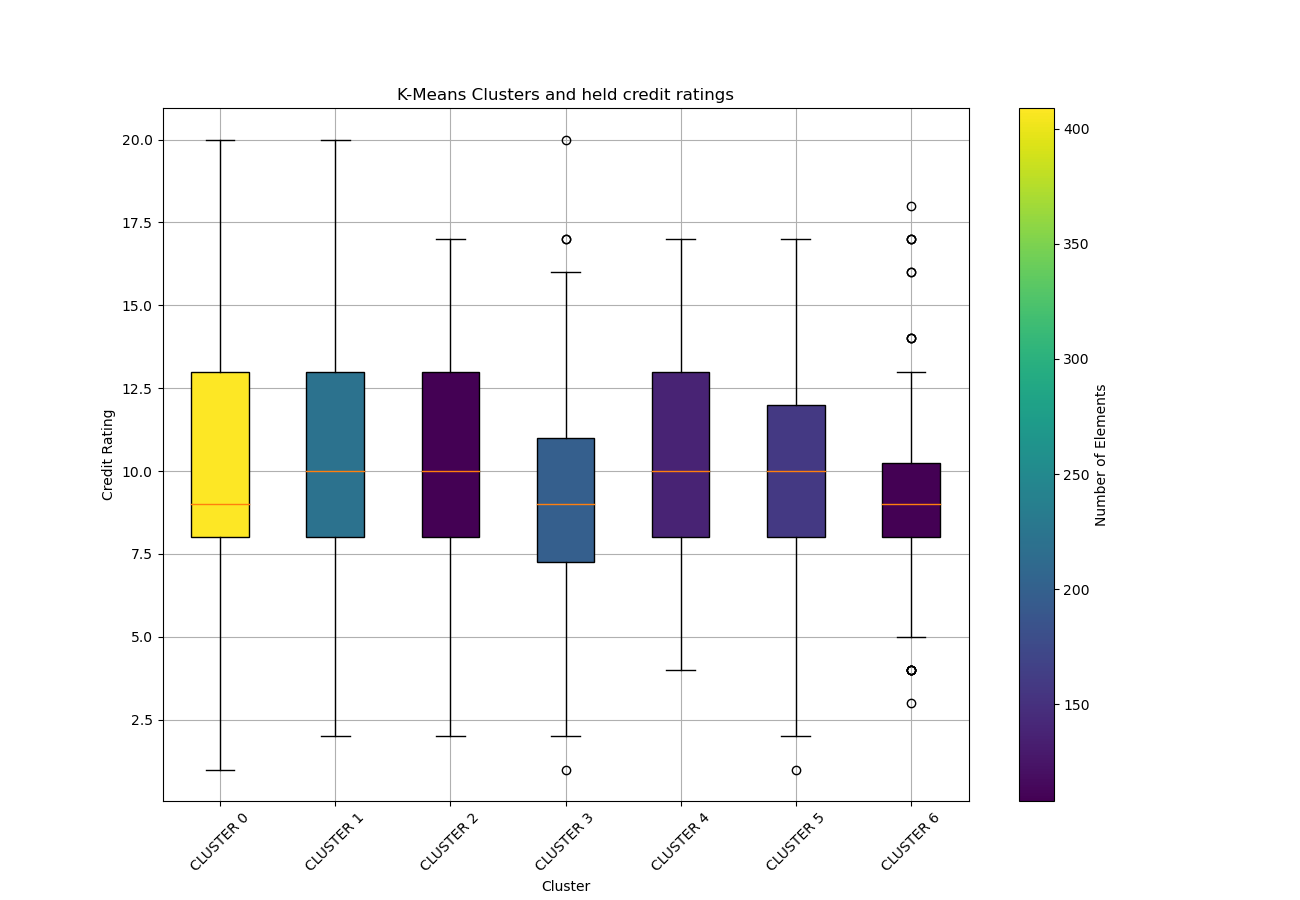 K-Means Clusters and held credit ratings
20.0
17.5
15.0
12.5
10.0
7.5
5.0
2.5
Credit Rating
CLUSTER 0
CLUSTER 1
CLUSTER 2
CLUSTER 3
CLUSTER 4
CLUSTER 5
CLUSTER 6
Cluster
400
350
300
250
200
150
Number of Elements